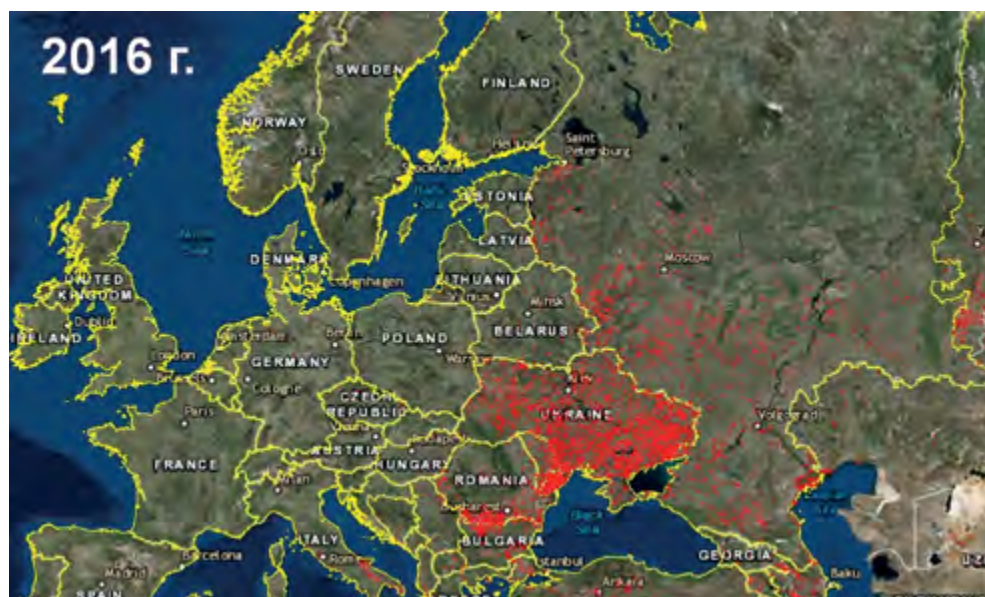 2016 г.
SWEDEN
FINLAND
NORWAY
Saint
Petersburg
ESTONIA
LATVIA
Moscow
DENMARK
Copenhagen
LITHUANIA
Vilnius
Minsk
UNITED
KINGDOM
Dublin
IRELAND
BELARUS
POLAND
London
GERMANY
Cologne
CZECH
REPUBLIC
UKRAINE
Volgograd
Paris
AUSTRIA
HUNGARY
FRANCE
ROMANIA
Bucharest
Black
Sea
BULGARIA
ITALY
Rome
GEORGIA
Barcelona
Madrid
SPAIN
Istanbul
Ankara
Baku